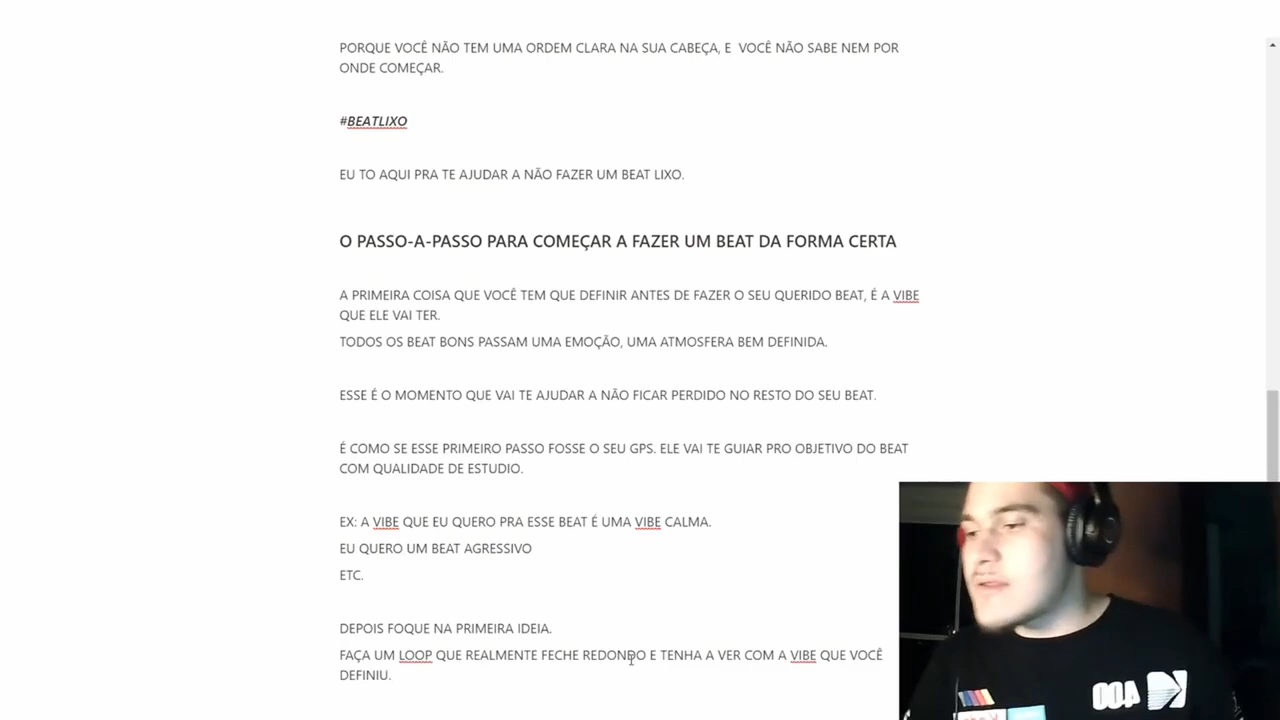 PORQUE VOCÊ NÃO TEM UMA ORDEM CLARA NA SUA CABEÇA, E VOCÊ NÃO SABE NEM POR
ONDE COMEÇAR.
#BEATLIXO
EU TO AQUI PRA TE AJUDAR A NÃO FAZER UM BEAT LIXO.
O PASSO-A-PASSO PARA COMEÇAR A FAZER UM BEAT DA FORMA CERTA
A PRIMEIRA COISA QUE VOCÊ TEM QUE DEFINIR ANTES DE FAZER O SEU QUERIDO BEAT, É A VIBE
QUE ELE VAI TER.
TODOS OS BEAT BONS PASSAM UMA EMOÇÃO, UMA ATMOSFERA BEM DEFINIDA.
ESSE É O MOMENTO QUE VAI TE AJUDAR A NÃO FICAR PERDIDO NO RESTO DO SEU BEAT.
É COMO SE ESSE PRIMEIRO PASSO FOSSE O SEU GPS. ELE VAI TE GUIAR PRO OBJETIVO DO BEAT
COM QUALIDADE DE ESTUDIO.
EX: A VIBE QUE EU QUERO PRA ESSE BEAT É UMA VIBE CALMA.
EU QUERO UM BEAT AGRESSIVO
ETC.
DEPOIS FOQUE NA PRIMEIRA IDEIA.
FAÇA UM LOOP QUE REALMENTE FECHE REDONDO E TENHA A VER COM A VIBE QUE VOCÊ
DEFINIU.